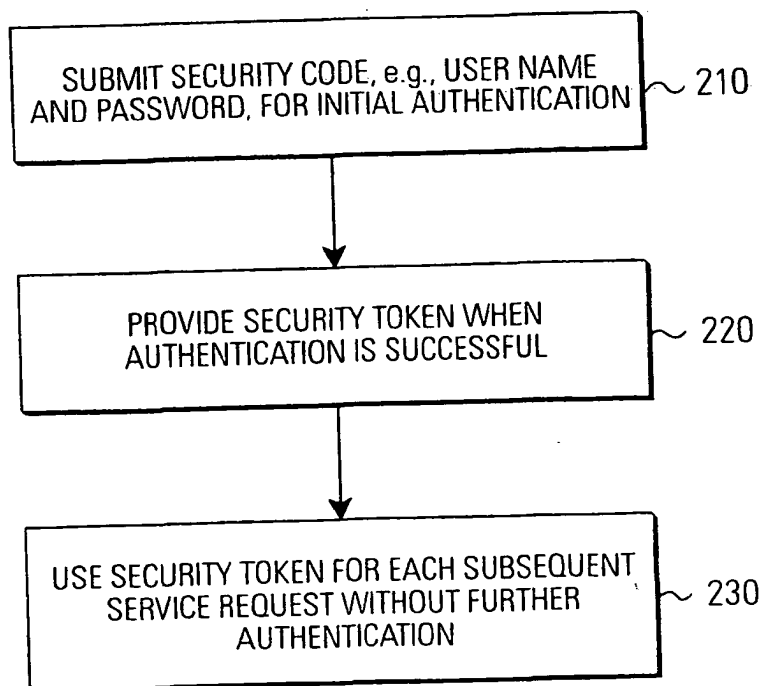 SUBMIT SECURITY CODE, e.g., USER NAME
AND PASSWORD, FOR INITIAL AUTHENTICATION
210
PROVIDE SECURITY TOKEN WHEN
AUTHENTICATION IS SUCCESSFUL
220
USE SECURITY TOKEN FOR EACH SUBSEQUENT
SERVICE REQUEST WITHOUT FURTHER
AUTHENTICATION
230